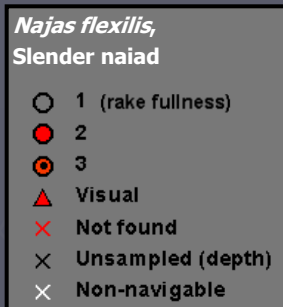 Najas flexilis,
Slender naiad
1 (rake fullness)
2
3
Visual
Not found
Unsampled (depth)
Non-navigable